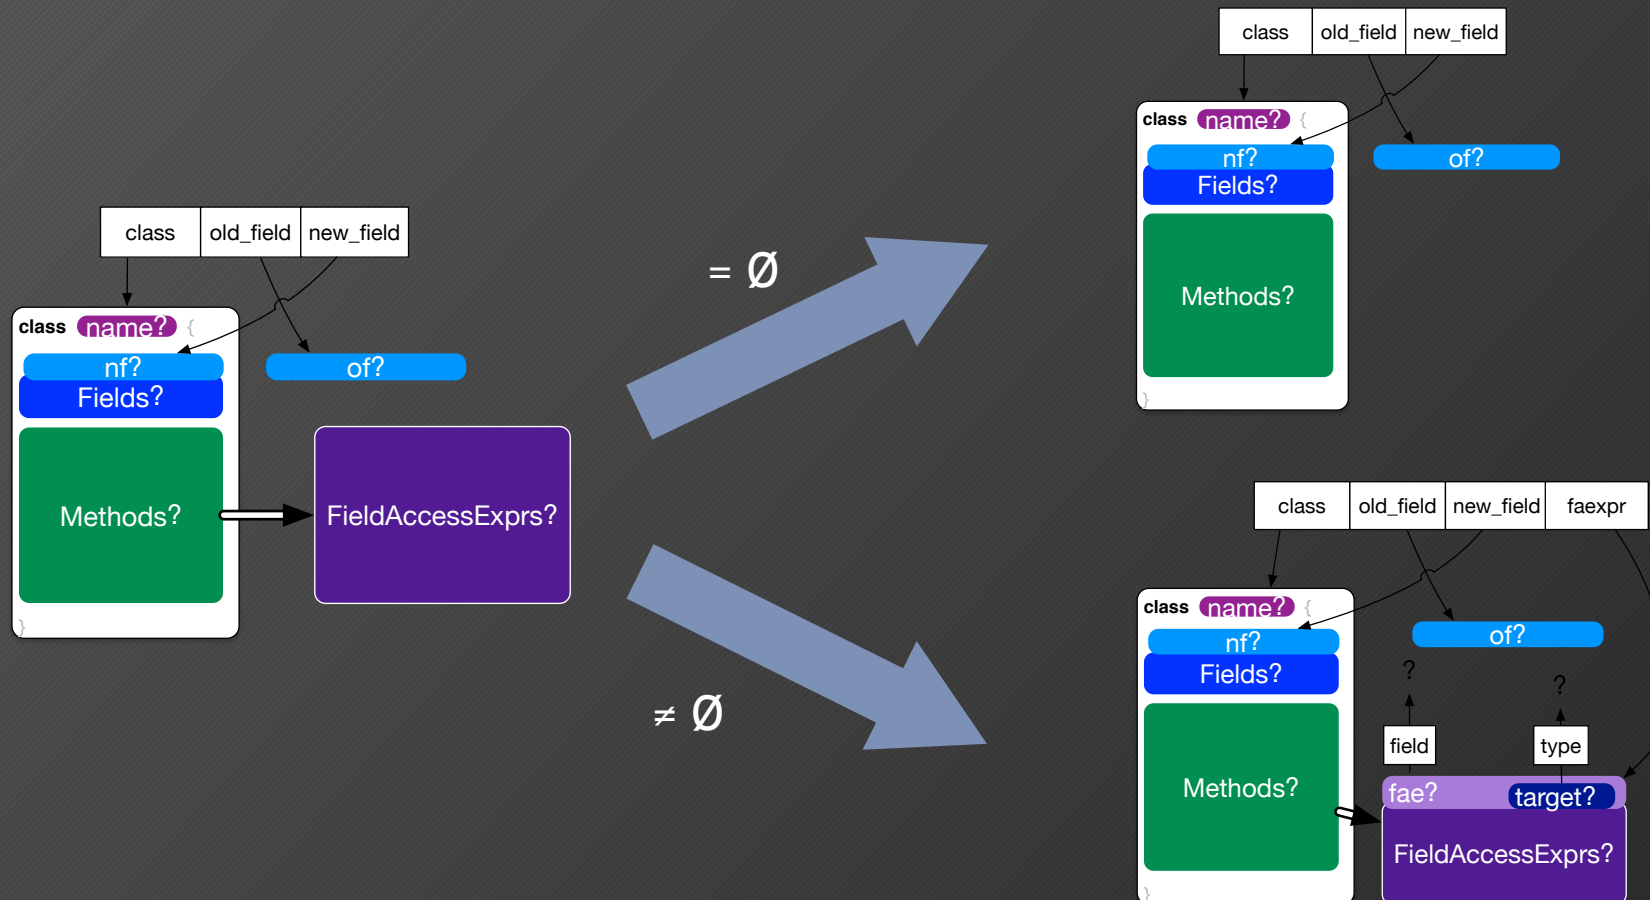 class old_field new_field
class name? {
nf?
of?
Fields?
Methods?
FieldAccessExprs?
}
= Ø
≠ Ø
class old_field new_field
class name? {
nf?
of?
Fields?
Methods?
}
class old_field new_field faexpr
class name? {
nf?
of?
Fields?
? ?
field type
Methods?
fae? target?
FieldAccessExprs?
}